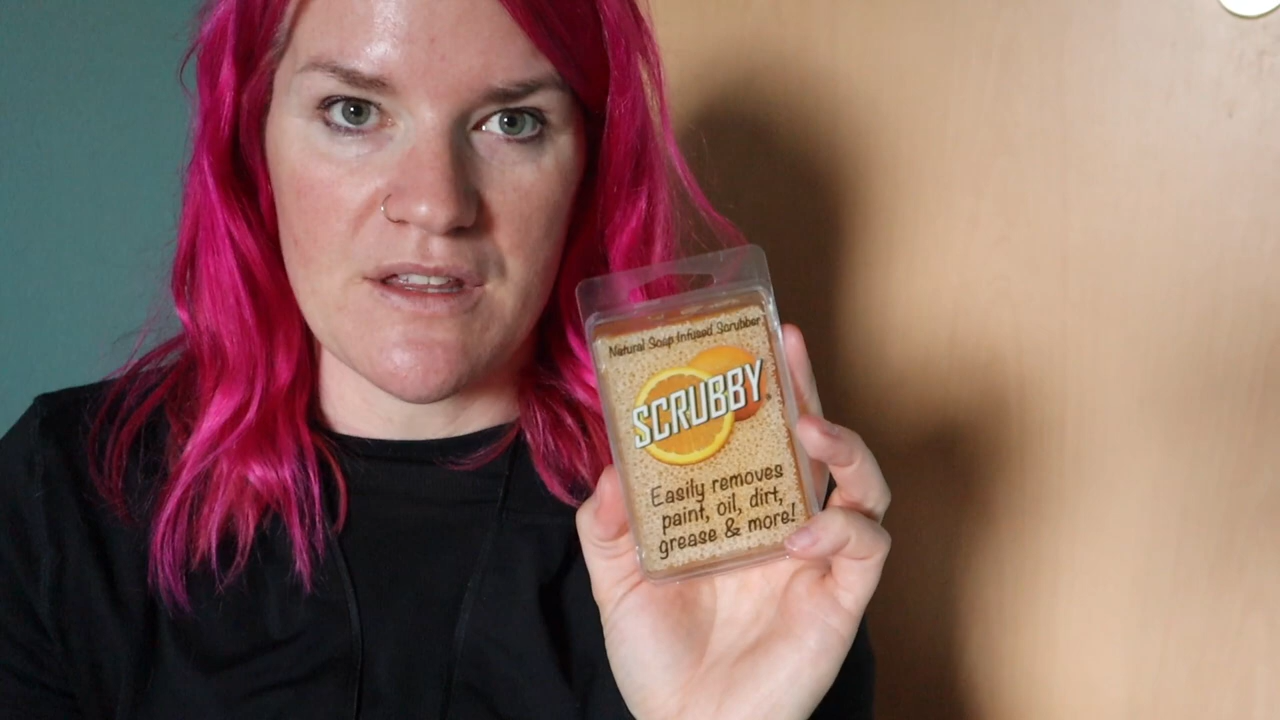 Natural Soap Infused Scrubber
SCRUBBY®
Easily removes
paint, oil, dirt,
grease & more!